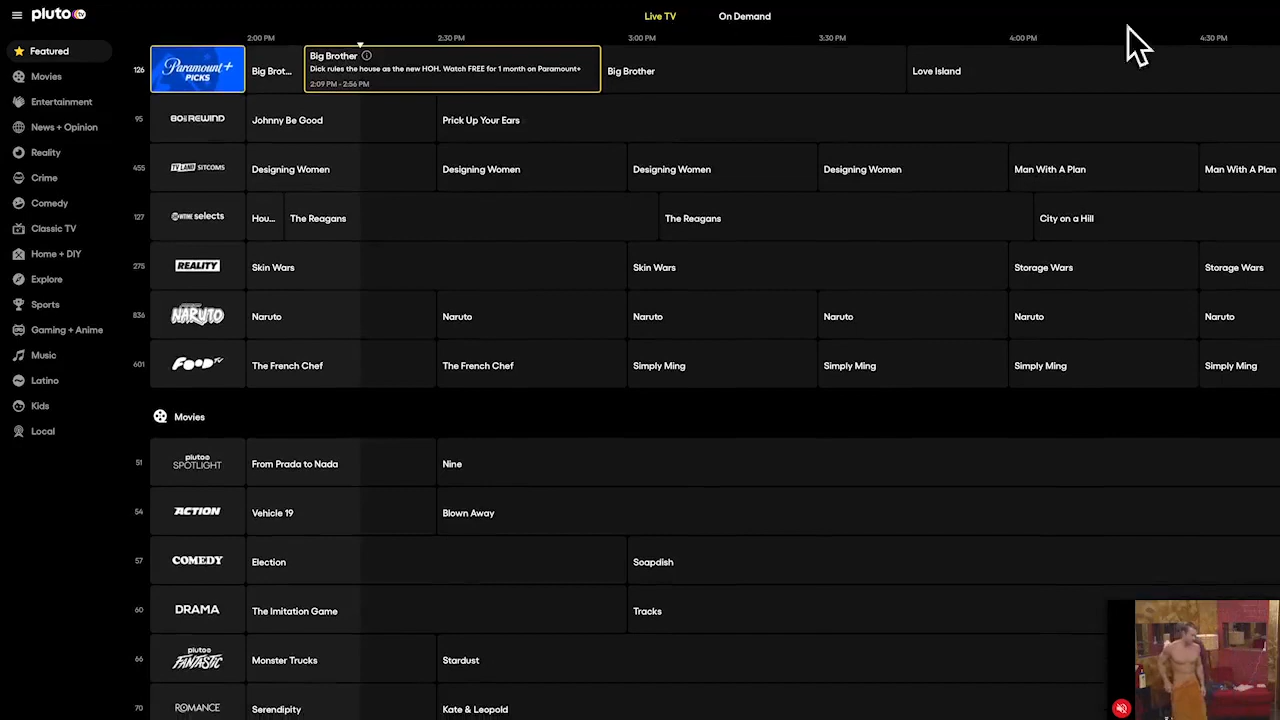 pluto tv
Live TV
On Demand
2:00 PM
2:30 PM
3:00 PM
3:30 PM
4:00 PM
4:30 PM
Featured
Movies
Entertainment
News + Opinion
Reality
Crime
Comedy
Classic TV
Home + DIY
Explore
Sports
Gaming + Anime
Music
Latino
Kids
Local
126
Paramount+
PICKS
Big Brot...
Big Brother
Dick rules the house as the new HOH. Watch FREE for 1 month on Paramount+
2:09 PM - 2:56 PM
Big Brother
Love Island
95
80s REWIND
Johnny Be Good
Prick Up Your Ears
455
TV LAND SITCOMS
Designing Women
Designing Women
Designing Women
Designing Women
Man With A Plan
Man With A Plan
127
SHOWTIME selects
Hou...
The Reagans
The Reagans
City on a Hill
275
REALITY
Skin Wars
Skin Wars
Storage Wars
Storage Wars
836
NARUTO
Naruto
Naruto
Naruto
Naruto
Naruto
Naruto
601
FOOD TV
The French Chef
The French Chef
Simply Ming
Simply Ming
Simply Ming
Simply Ming
Movies
51
pluto tv
SPOTLIGHT
From Prada to Nada
Nine
54
ACTION
Vehicle 19
Blown Away
57
COMEDY
Election
Soapdish
60
DRAMA
The Imitation Game
Tracks
66
pluto tv
FANTASTIC
Monster Trucks
Stardust
70
ROMANCE
Serendipity
Kate & Leopold